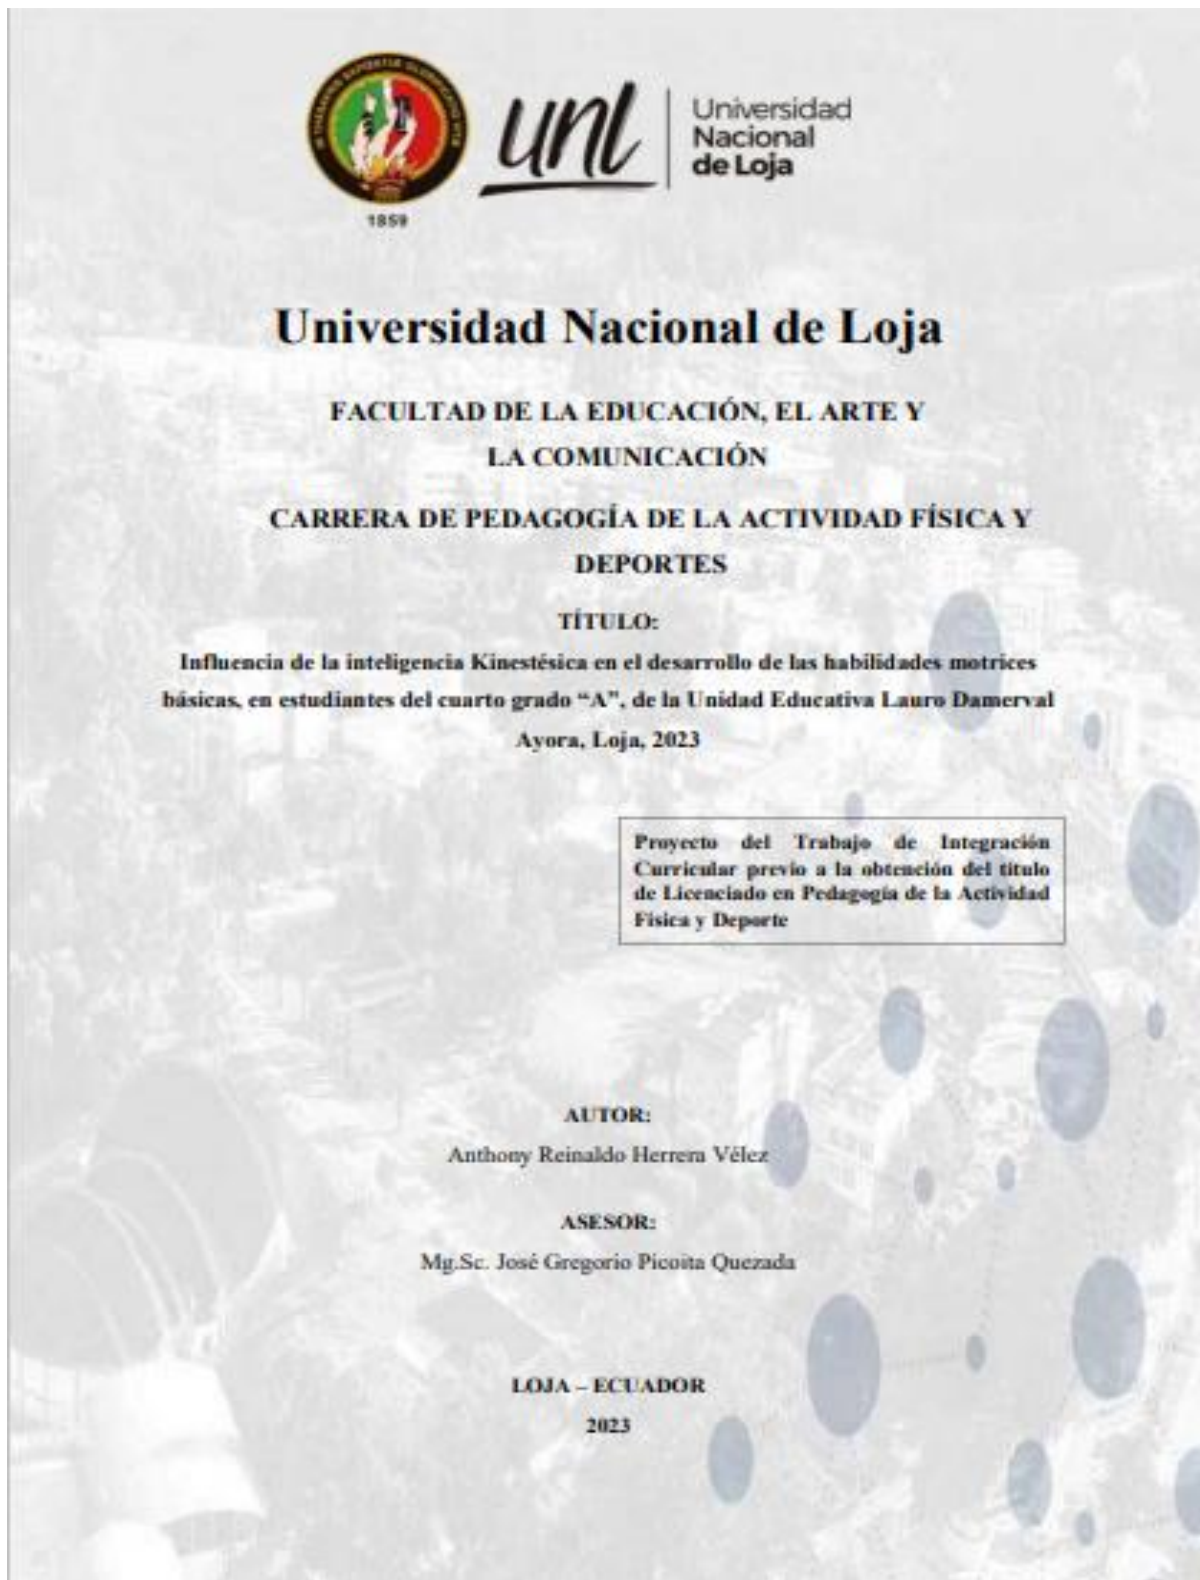 1859
unl
Universidad
Nacional
de Loja
Universidad Nacional de Loja
FACULTAD DE LA EDUCACIÓN, EL ARTE Y
LA COMUNICACIÓN
CARRERA DE PEDAGOGÍA DE LA ACTIVIDAD FÍSICA Y
DEPORTES
TÍTULO:
Influencia de la inteligencia Kinestésica en el desarrollo de las habilidades motrices
básicas, en estudiantes del cuarto grado “A”, de la Unidad Educativa Lauro Damerval
Ayora, Loja, 2023
Proyecto del Trabajo de Integración
Curricular previo a la obtención del título
de Licenciado en Pedagogía de la Actividad
Física y Deporte
AUTOR:
Anthony Reinaldo Herrera Vélez
ASESOR:
Mg.Sc. José Gregorio Picoita Quezada
LOJA – ECUADOR
2023